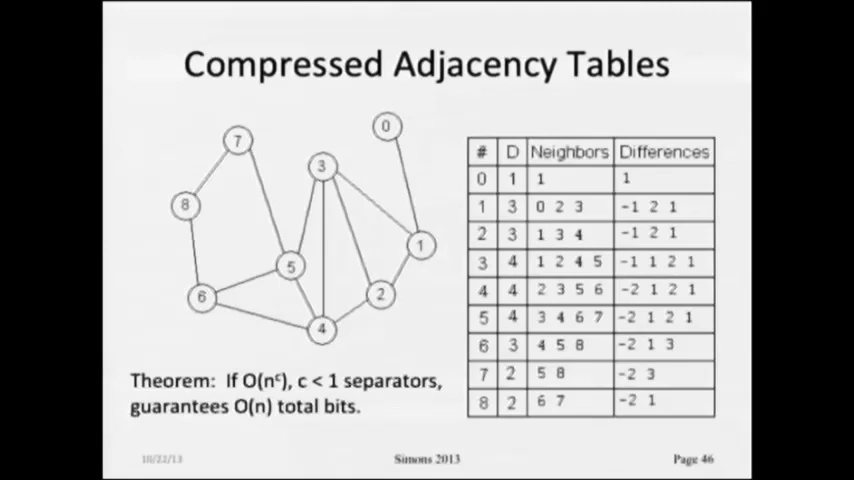 Compressed Adjacency Tables
7
0
3
8
1
5
6
2
4
# D Neighbors Differences
0 1 1 1
1 3 0 2 3 -1 2 1
2 3 1 3 4 -1 2 1
3 4 1 2 4 5 -1 1 2 1
4 4 2 3 5 6 -2 1 2 1
5 4 3 4 6 7 -2 1 2 1
6 3 4 5 8 -2 1 3
7 2 5 8 -2 3
8 2 6 7 -2 1
Theorem: If O(nᶜ), c < 1 separators,
guarantees O(n) total bits.
10/22/13 Simons 2013 Page 46